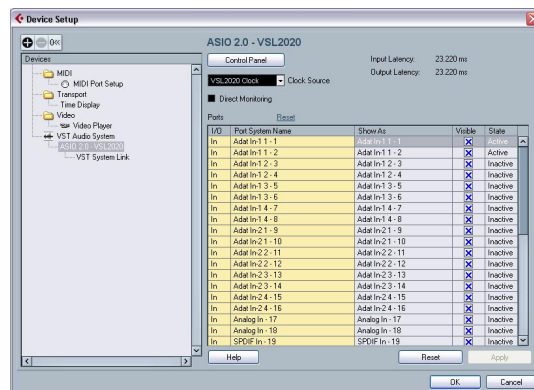 Device Setup
Devices
MIDI
MIDI Port Setup
Transport
Time Display
Video
Video Player
VST Audio System
ASIO 2.0 - VSL2020
VST System Link
ASIO 2.0 - VSL2020
Control Panel
Input Latency: 23.220 ms
Output Latency: 23.220 ms
VSL2020 Clock Clock Source
Direct Monitoring
Ports Reset
I/O Port System Name Show As Visible State
In Adat In-1 1 - 1 Adat In-1 1 - 1 Active
In Adat In-1 1 - 2 Adat In-1 1 - 2 Active
In Adat In-1 2 - 3 Adat In-1 2 - 3 Inactive
In Adat In-1 2 - 4 Adat In-1 2 - 4 Inactive
In Adat In-1 3 - 5 Adat In-1 3 - 5 Inactive
In Adat In-1 3 - 6 Adat In-1 3 - 6 Inactive
In Adat In-1 4 - 7 Adat In-1 4 - 7 Inactive
In Adat In-1 4 - 8 Adat In-1 4 - 8 Inactive
In Adat In-2 1 - 9 Adat In-2 1 - 9 Inactive
In Adat In-2 1 - 10 Adat In-2 1 - 10 Inactive
In Adat In-2 2 - 11 Adat In-2 2 - 11 Inactive
In Adat In-2 2 - 12 Adat In-2 2 - 12 Inactive
In Adat In-2 3 - 13 Adat In-2 3 - 13 Inactive
In Adat In-2 3 - 14 Adat In-2 3 - 14 Inactive
In Adat In-2 4 - 15 Adat In-2 4 - 15 Inactive
In Adat In-2 4 - 16 Adat In-2 4 - 16 Inactive
In Analog In - 17 Analog In - 17 Inactive
In Analog In - 18 Analog In - 18 Inactive
In SPDIF In - 19 SPDIF In - 19 Inactive
Help Reset Apply
OK Cancel